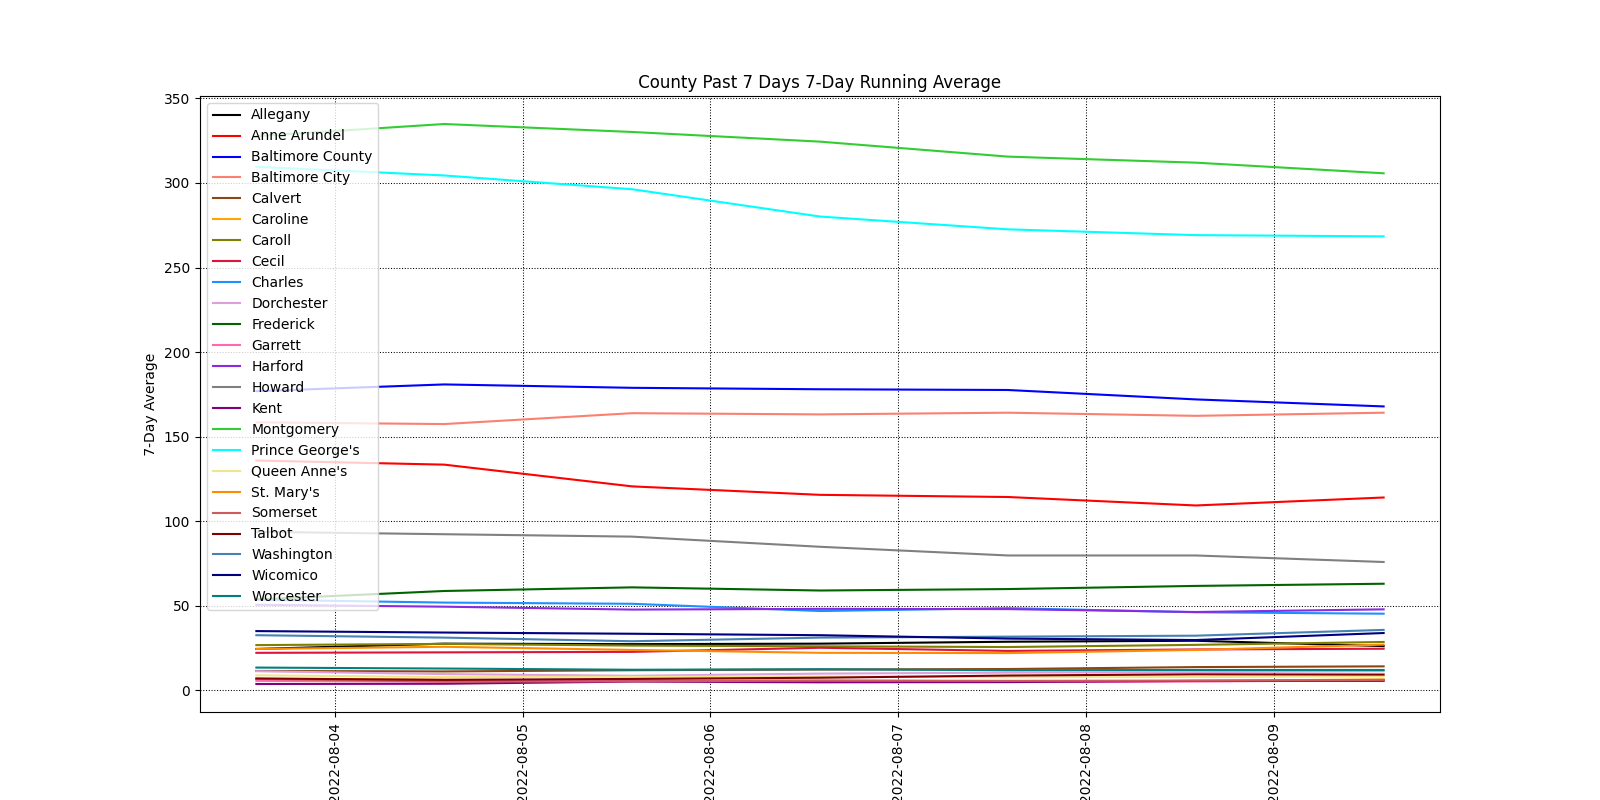 County Past 7 Days 7-Day Running Average
7-Day Average
350
300
250
200
150
100
50
0
Allegany
Anne Arundel
Baltimore County
Baltimore City
Calvert
Caroline
Caroll
Cecil
Charles
Dorchester
Frederick
Garrett
Harford
Howard
Kent
Montgomery
Prince George's
Queen Anne's
St. Mary's
Somerset
Talbot
Washington
Wicomico
Worcester
2022-08-04
2022-08-05
2022-08-06
2022-08-07
2022-08-08
2022-08-09